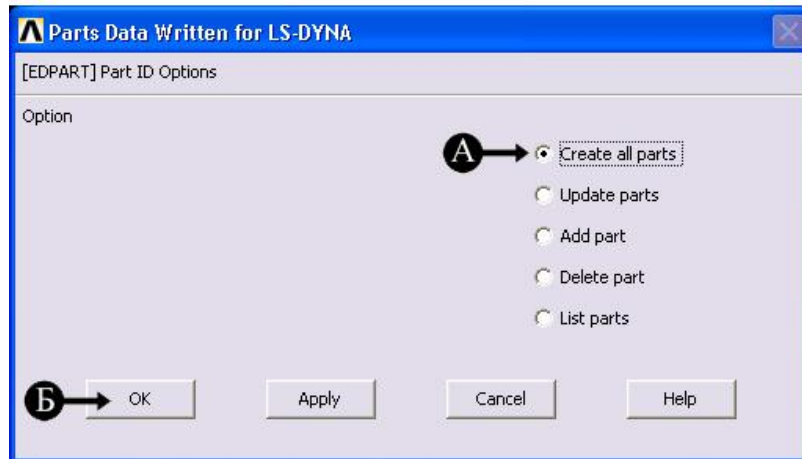 Parts Data Written for LS-DYNA
[EDPART] Part ID Options
Option
А Create all parts
Update parts
Add part
Delete part
List parts
Б OK Apply Cancel Help